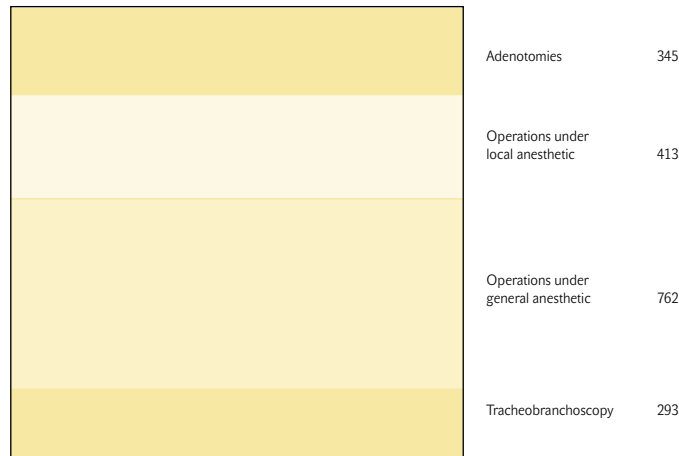 Adenotomies 345
Operations under
local anesthetic 413
Operations under
general anesthetic 762
Tracheobranchoscopy 293